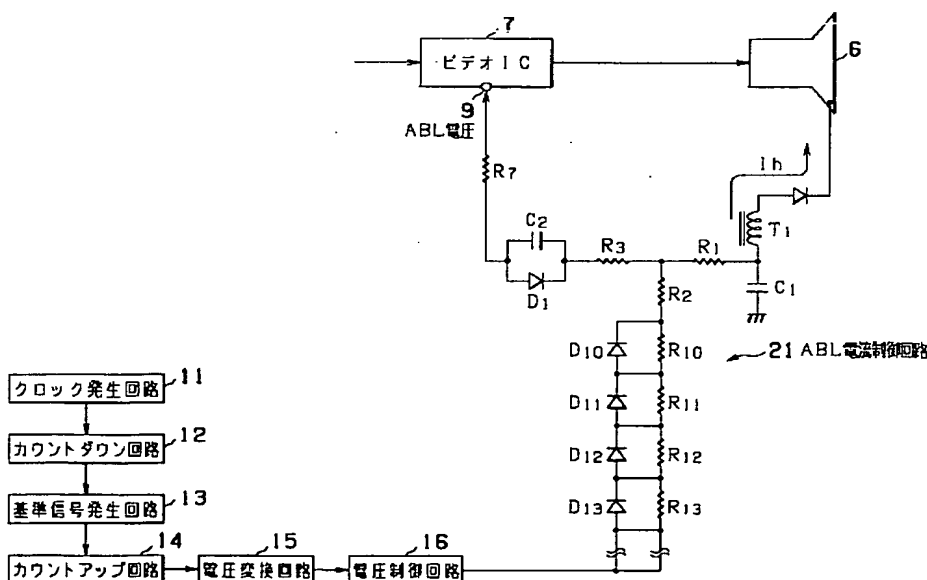 7
ビデオIC
6
9
ABL電圧
R7
Ih
T1
C2
R3
R1
D1
R2
C1
D10
R10
21 ABL電流制御回路
D11
R11
D12
R12
D13
R13
クロック発生回路
11
カウントダウン回路
12
基準信号発生回路
13
カウントアップ回路
14
電圧変換回路
15
電圧制御回路
16